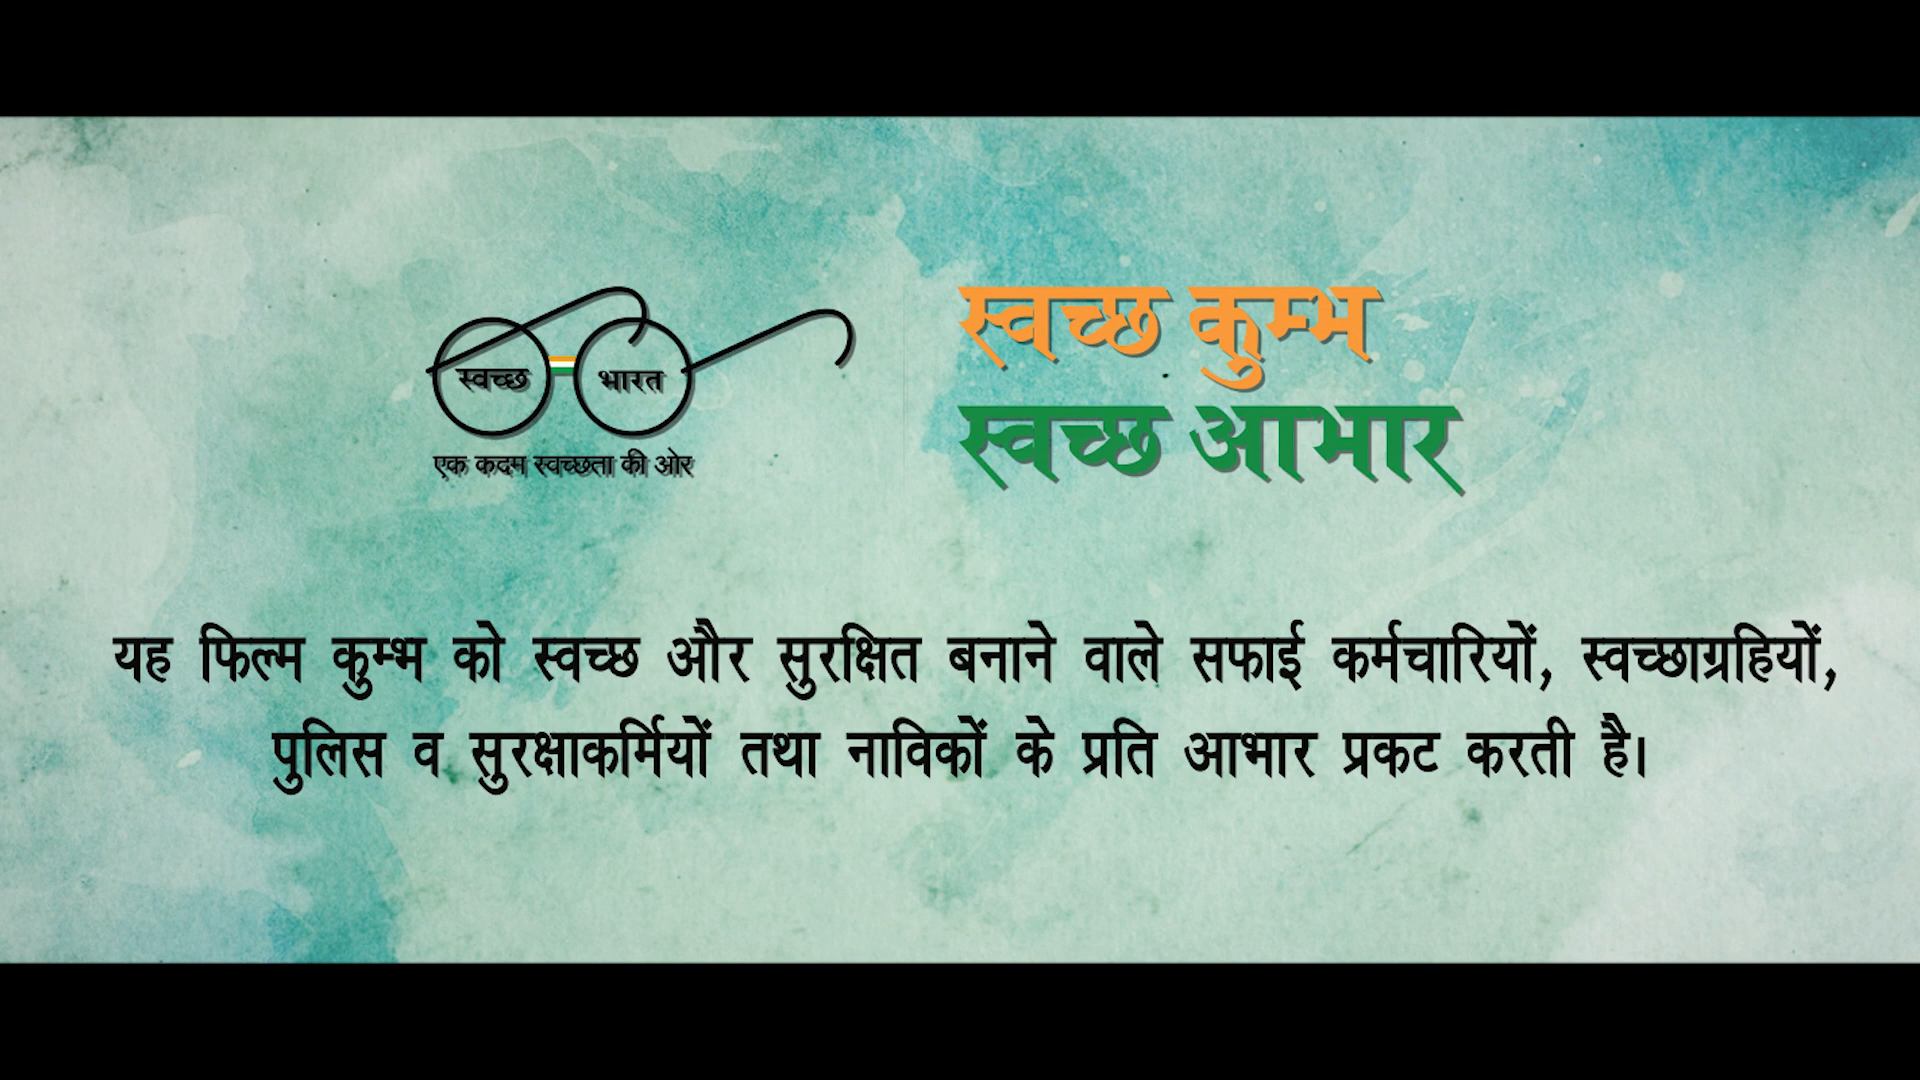 स्वच्छ भारत
एक कदम स्वच्छता की ओर
स्वच्छ कुम्भ
स्वच्छ आभार
यह फिल्म कुम्भ को स्वच्छ और सुरक्षित बनाने वाले सफाई कर्मचारियों, स्वच्छाग्रहियों,
पुलिस व सुरक्षाकर्मियों तथा नाविकों के प्रति आभार प्रकट करती है।